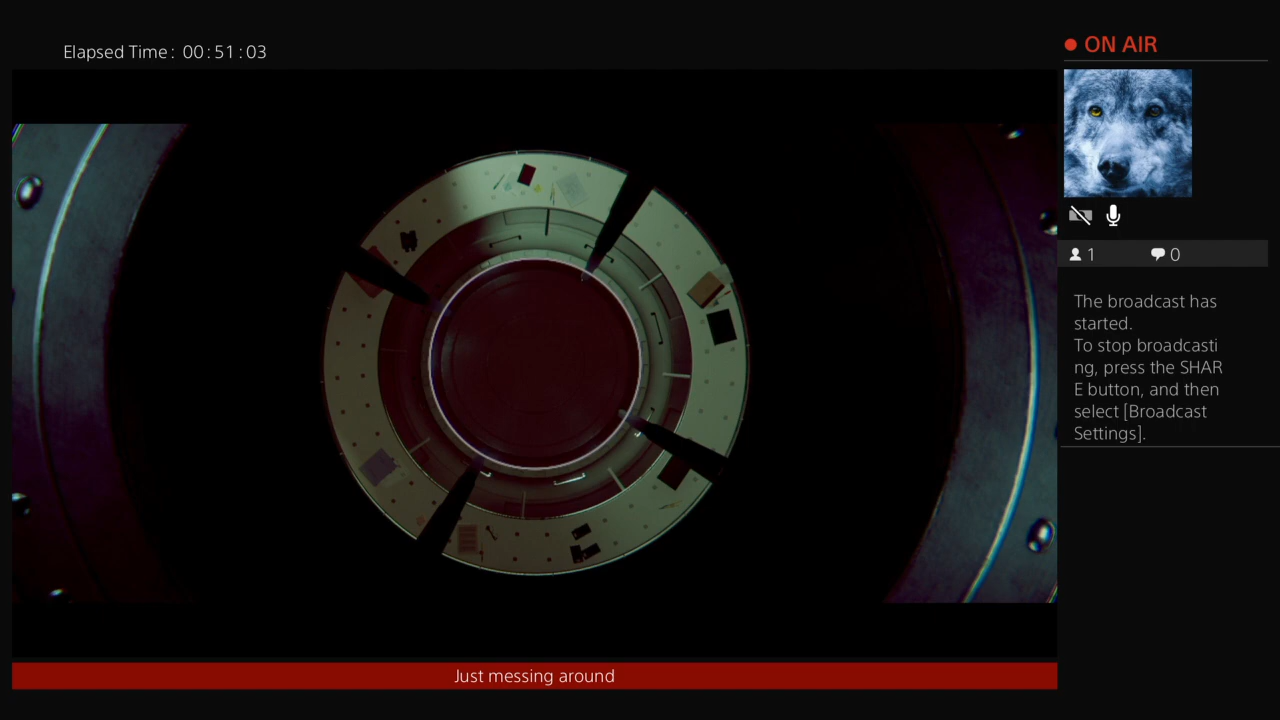 Elapsed Time: 00:51:03
ON AIR
1
0
The broadcast has
started.
To stop broadcasti
ng, press the SHAR
E button, and then
select [Broadcast
Settings].
Just messing around